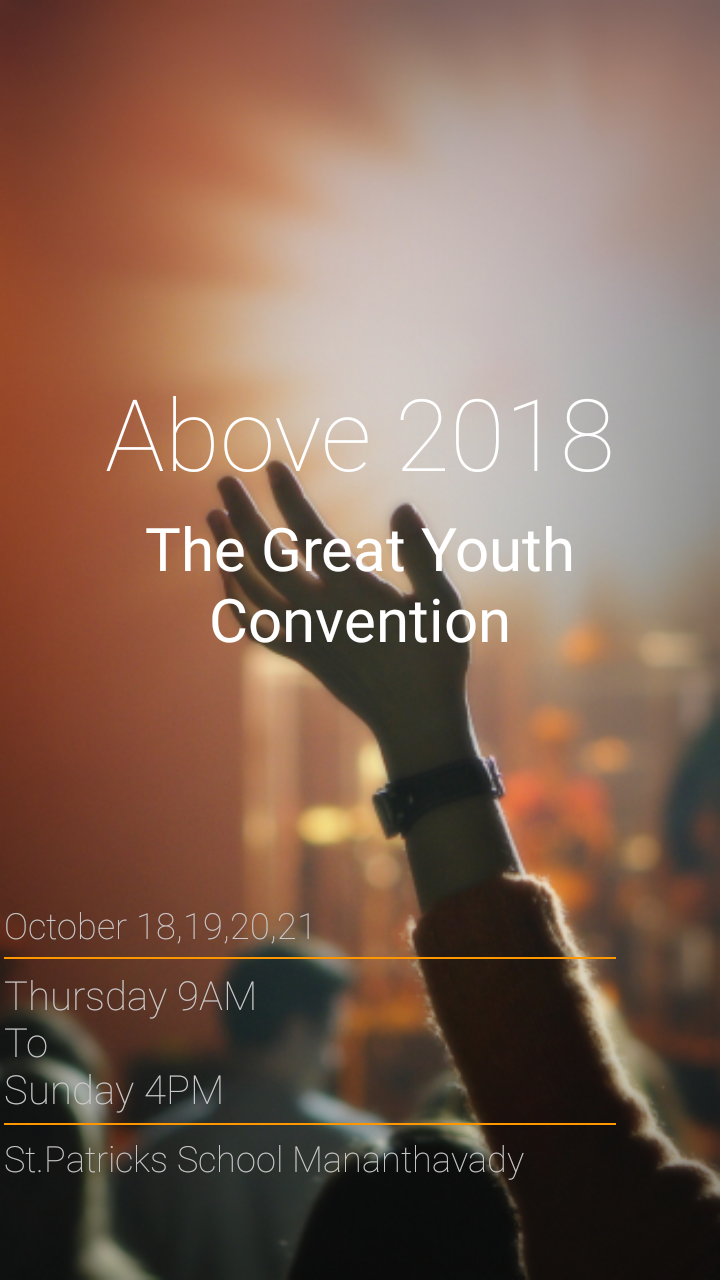 Above 2018
The Great Youth
Convention
October 18,19,20,21
Thursday 9AM
To
Sunday 4PM
St.Patricks School Mananthavady